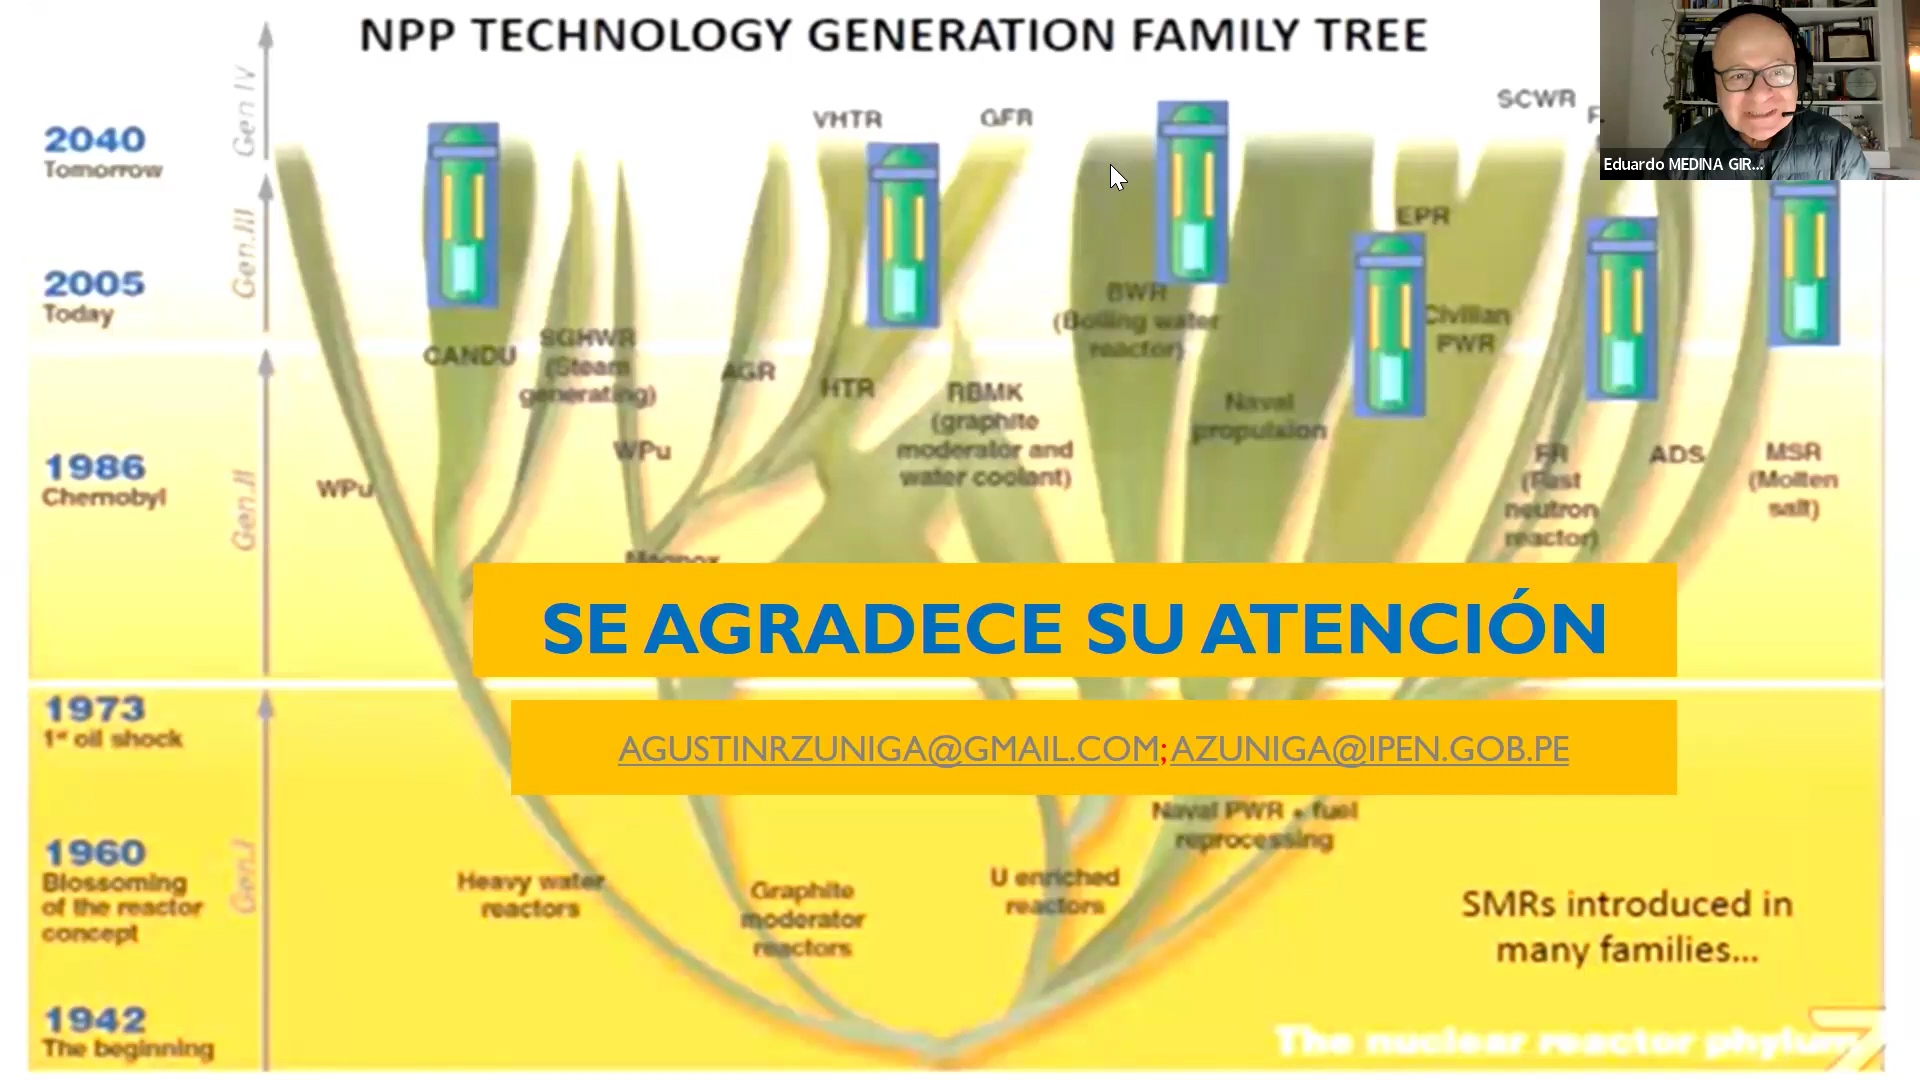 NPP TECHNOLOGY GENERATION FAMILY TREE
Eduardo MEDINA GIR...
Gen IV
2040
Tomorrow
VHTR
GFR
SCWR
F
Gen.III
2005
Today
EPR
BWR
(Boiling water
reactor)
Civilian
PWR
CANDU
SGHWR
(Steam
generating)
AGR
HTR
RBMK
(graphite
moderator and
water coolant)
Naval
propulsion
1986
Chernobyl
Gen.II
WPu
WPu
Magnox
FR
(Fast
neutron
reactor)
ADS
MSR
(Molten
salt)
SE AGRADECE SU ATENCIÓN
1973
1st oil shock
AGUSTINRZUNIGA@GMAIL.COM; AZUNIGA@IPEN.GOB.PE
Naval PWR + fuel
reprocessing
1960
Blossoming
of the reactor
concept
Gen.I
Heavy water
reactors
Graphite
moderator
reactors
U enriched
reactors
SMRs introduced in
many families...
1942
The beginning
The nuclear reactor phylum